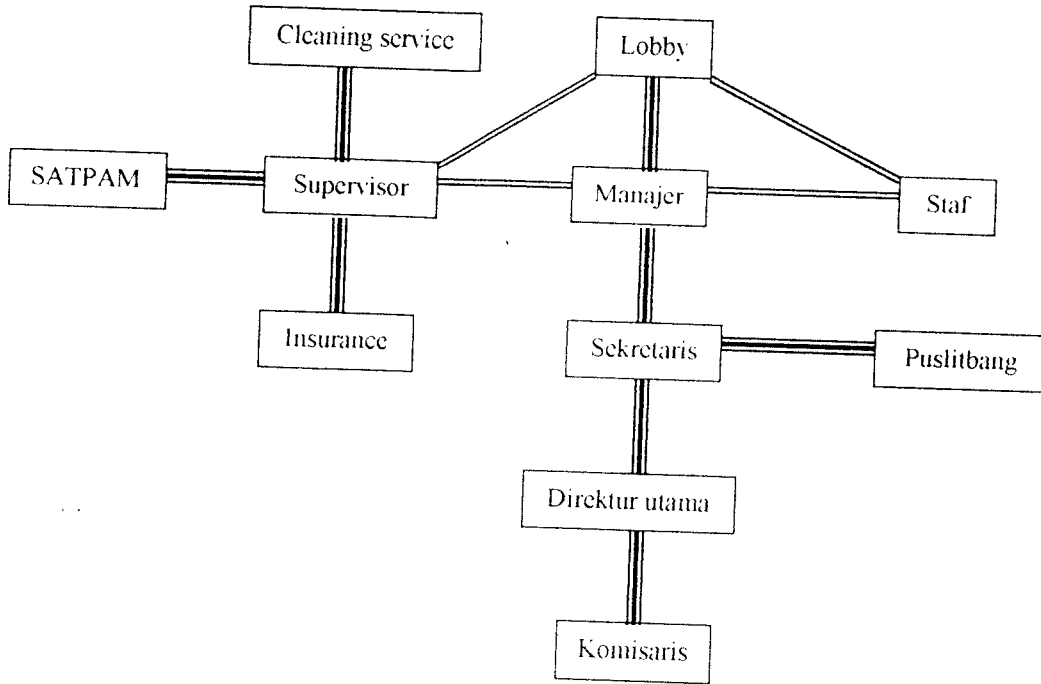 Cleaning service
Lobby
SATPAM
Supervisor
Manajer
Staf
Insurance
Sekretaris
Puslitbang
Direktur utama
Komisaris